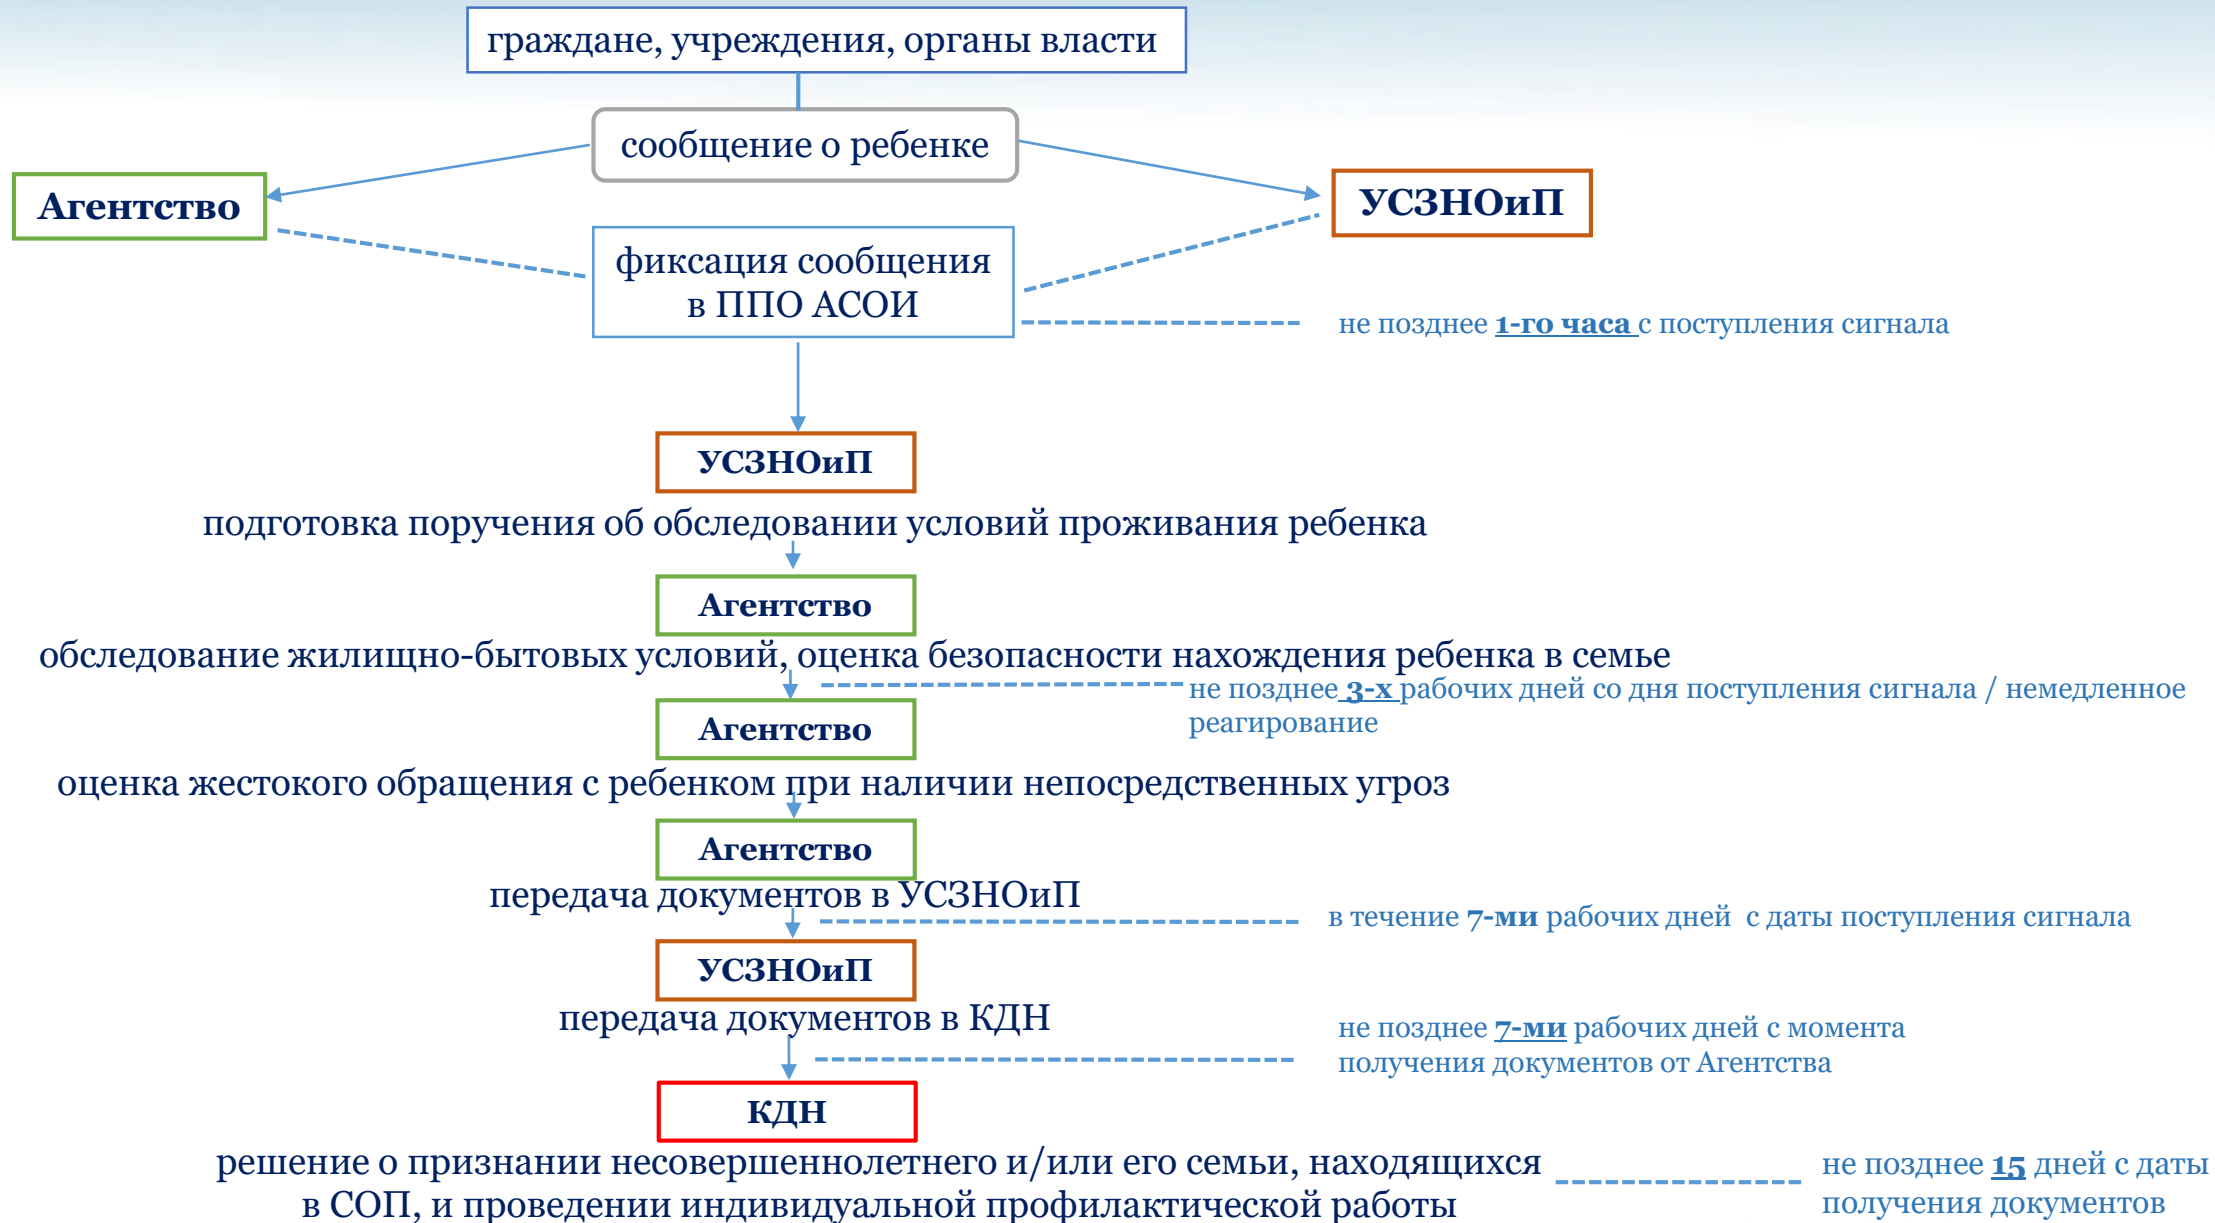 граждане, учреждения, органы власти
сообщение о ребенке
Агентство
УСЗНОиП
фиксация сообщения
в ППО АСОИ
не позднее 1-го часа с поступления сигнала
УСЗНОиП
подготовка поручения об обследовании условий проживания ребенка
Агентство
обследование жилищно-бытовых условий, оценка безопасности нахождения ребенка в семье
не позднее 3-х рабочих дней со дня поступления сигнала / немедленное
реагирование
Агентство
оценка жестокого обращения с ребенком при наличии непосредственных угроз
Агентство
передача документов в УСЗНОиП
в течение 7-ми рабочих дней с даты поступления сигнала
УСЗНОиП
передача документов в КДН
не позднее 7-ми рабочих дней с момента
получения документов от Агентства
КДН
решение о признании несовершеннолетнего и/или его семьи, находящихся
в СОП, и проведении индивидуальной профилактической работы
не позднее 15 дней с даты
получения документов